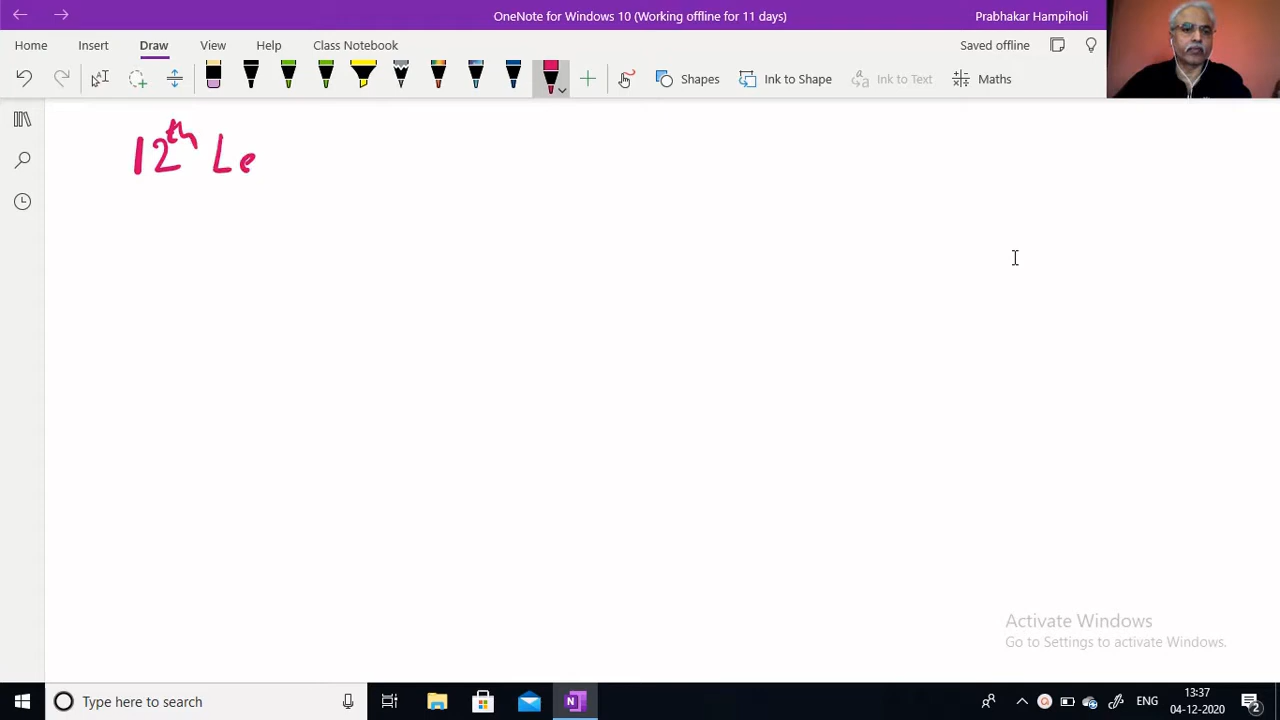 OneNote for Windows 10 (Working offline for 11 days)
Prabhakar Hampiholi
Home Insert Draw View Help Class Notebook Saved offline
Shapes Ink to Shape Ink to Text Maths
12th Le
Activate Windows
Go to Settings to activate Windows.
Type here to search N ENG 13:37
04-12-2020 2